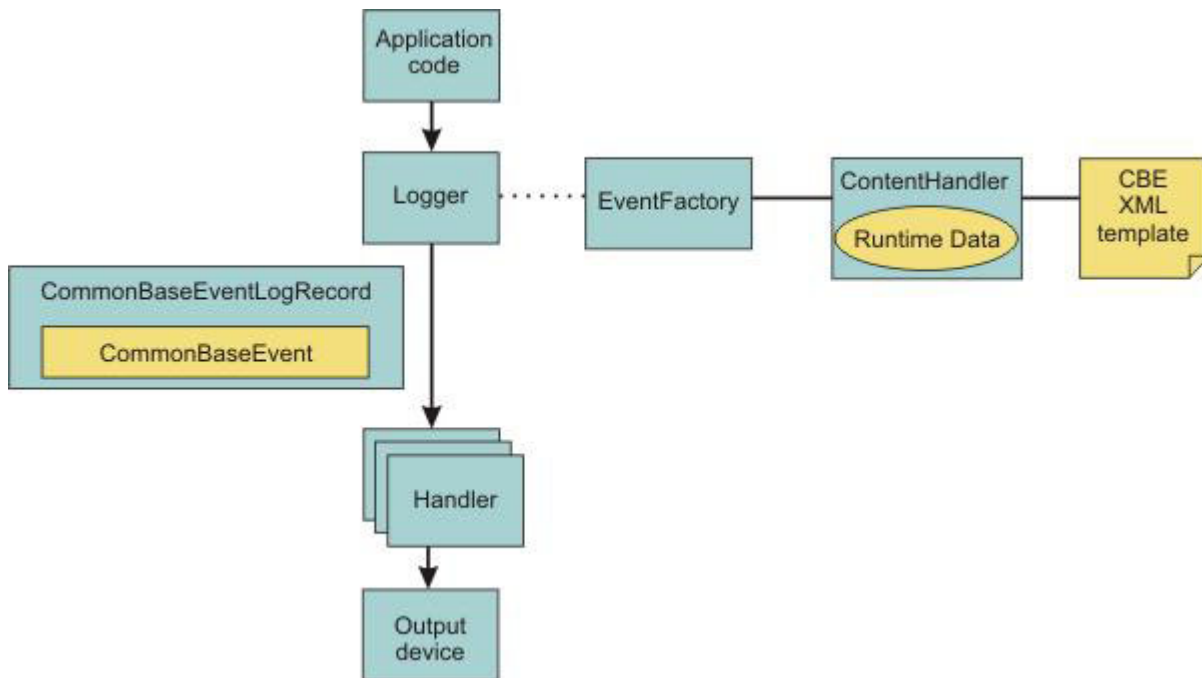 Application
code
Logger
EventFactory
ContentHandler
Runtime Data
CBE
XML
template
CommonBaseEventLogRecord
CommonBaseEvent
Handler
Output
device